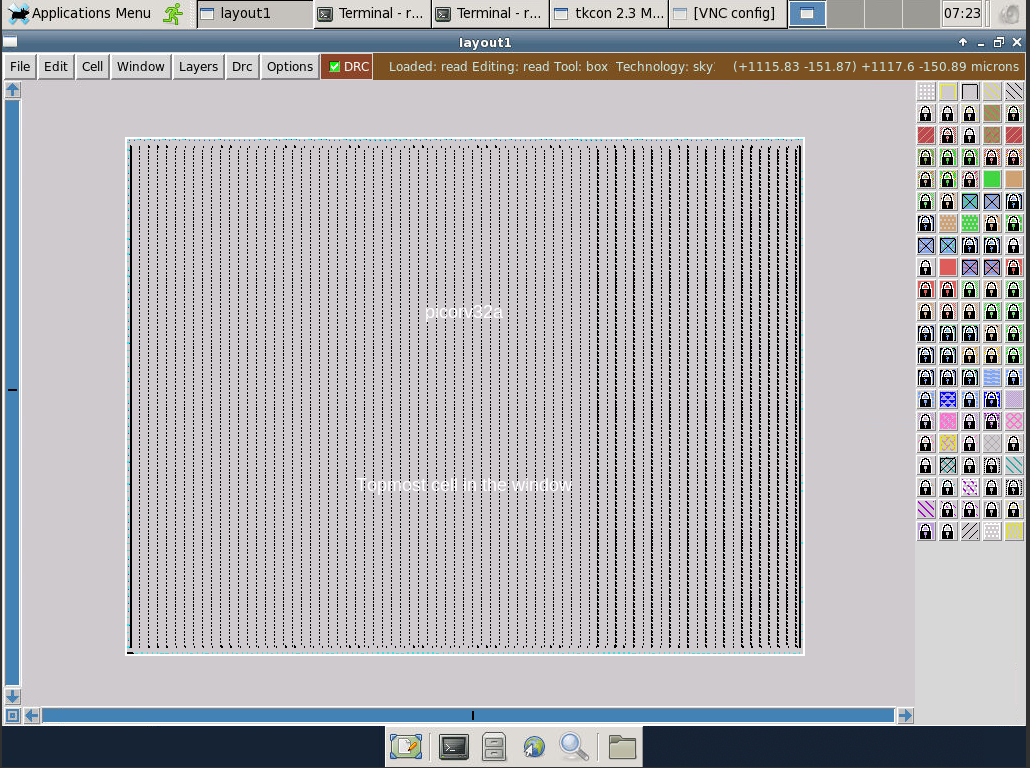 Applications Menu
layout1
Terminal - r...
Terminal - r...
tkcon 2.3 M...
[VNC config]
07:23
layout1
File
Edit
Cell
Window
Layers
Drc
Options
DRC
Loaded: read Editing: read Tool: box Technology: sky
(+1115.83 -151.87) +1117.6 -150.89 microns
picorv32a
Topmost cell in the window